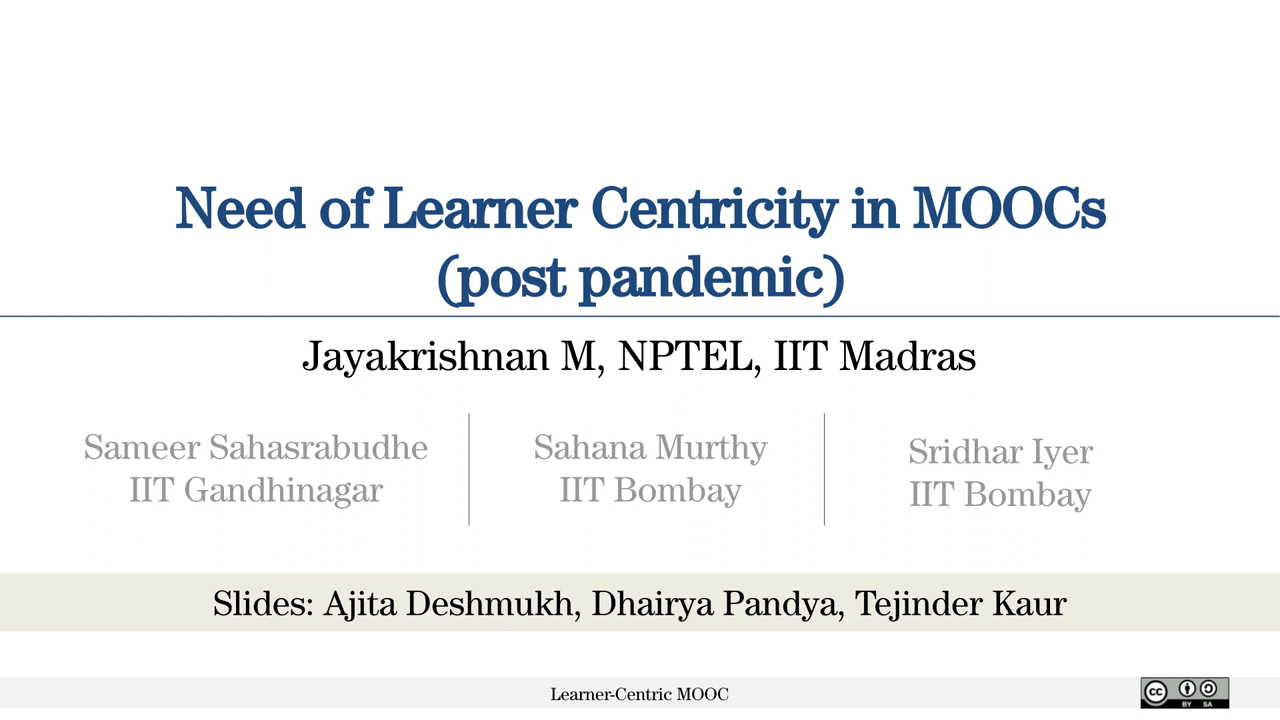 Need of Learner Centricity in MOOCs
(post pandemic)
Jayakrishnan M, NPTEL, IIT Madras
Sameer Sahasrabudhe
IIT Gandhinagar
Sahana Murthy
IIT Bombay
Sridhar Iyer
IIT Bombay
Slides: Ajita Deshmukh, Dhairya Pandya, Tejinder Kaur
Learner-Centric MOOC
cc
BY SA